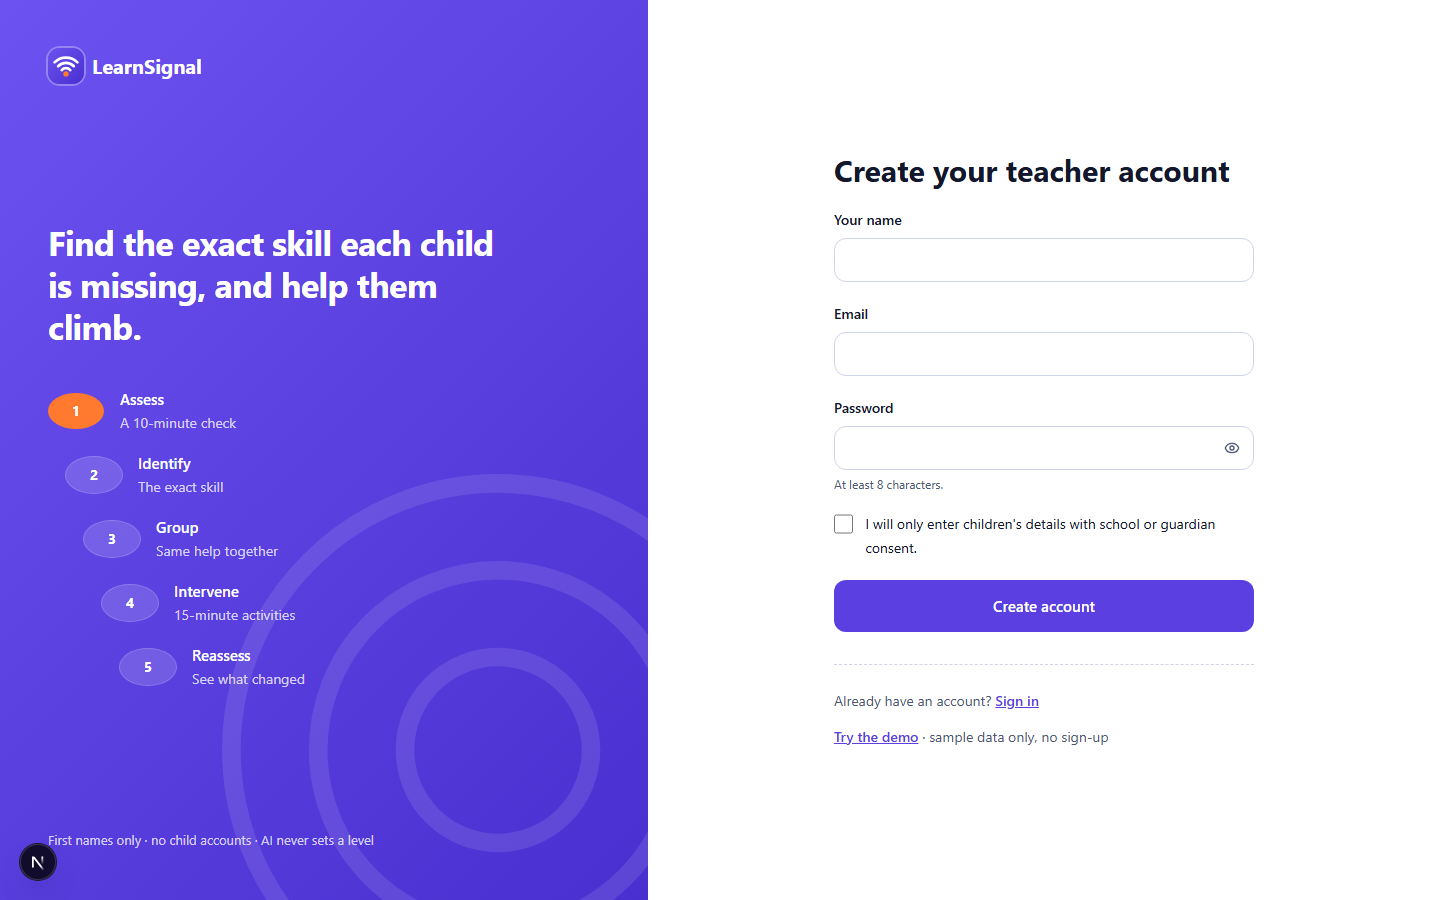 LearnSignal
Find the exact skill each child
is missing, and help them
climb.
1
Assess
A 10-minute check
2
Identify
The exact skill
3
Group
Same help together
4
Intervene
15-minute activities
5
Reassess
See what changed
First names only · no child accounts · AI never sets a level
N
Create your teacher account
Your name
Email
Password
At least 8 characters.
I will only enter children's details with school or guardian
consent.
Create account
Already have an account? Sign in
Try the demo · sample data only, no sign-up